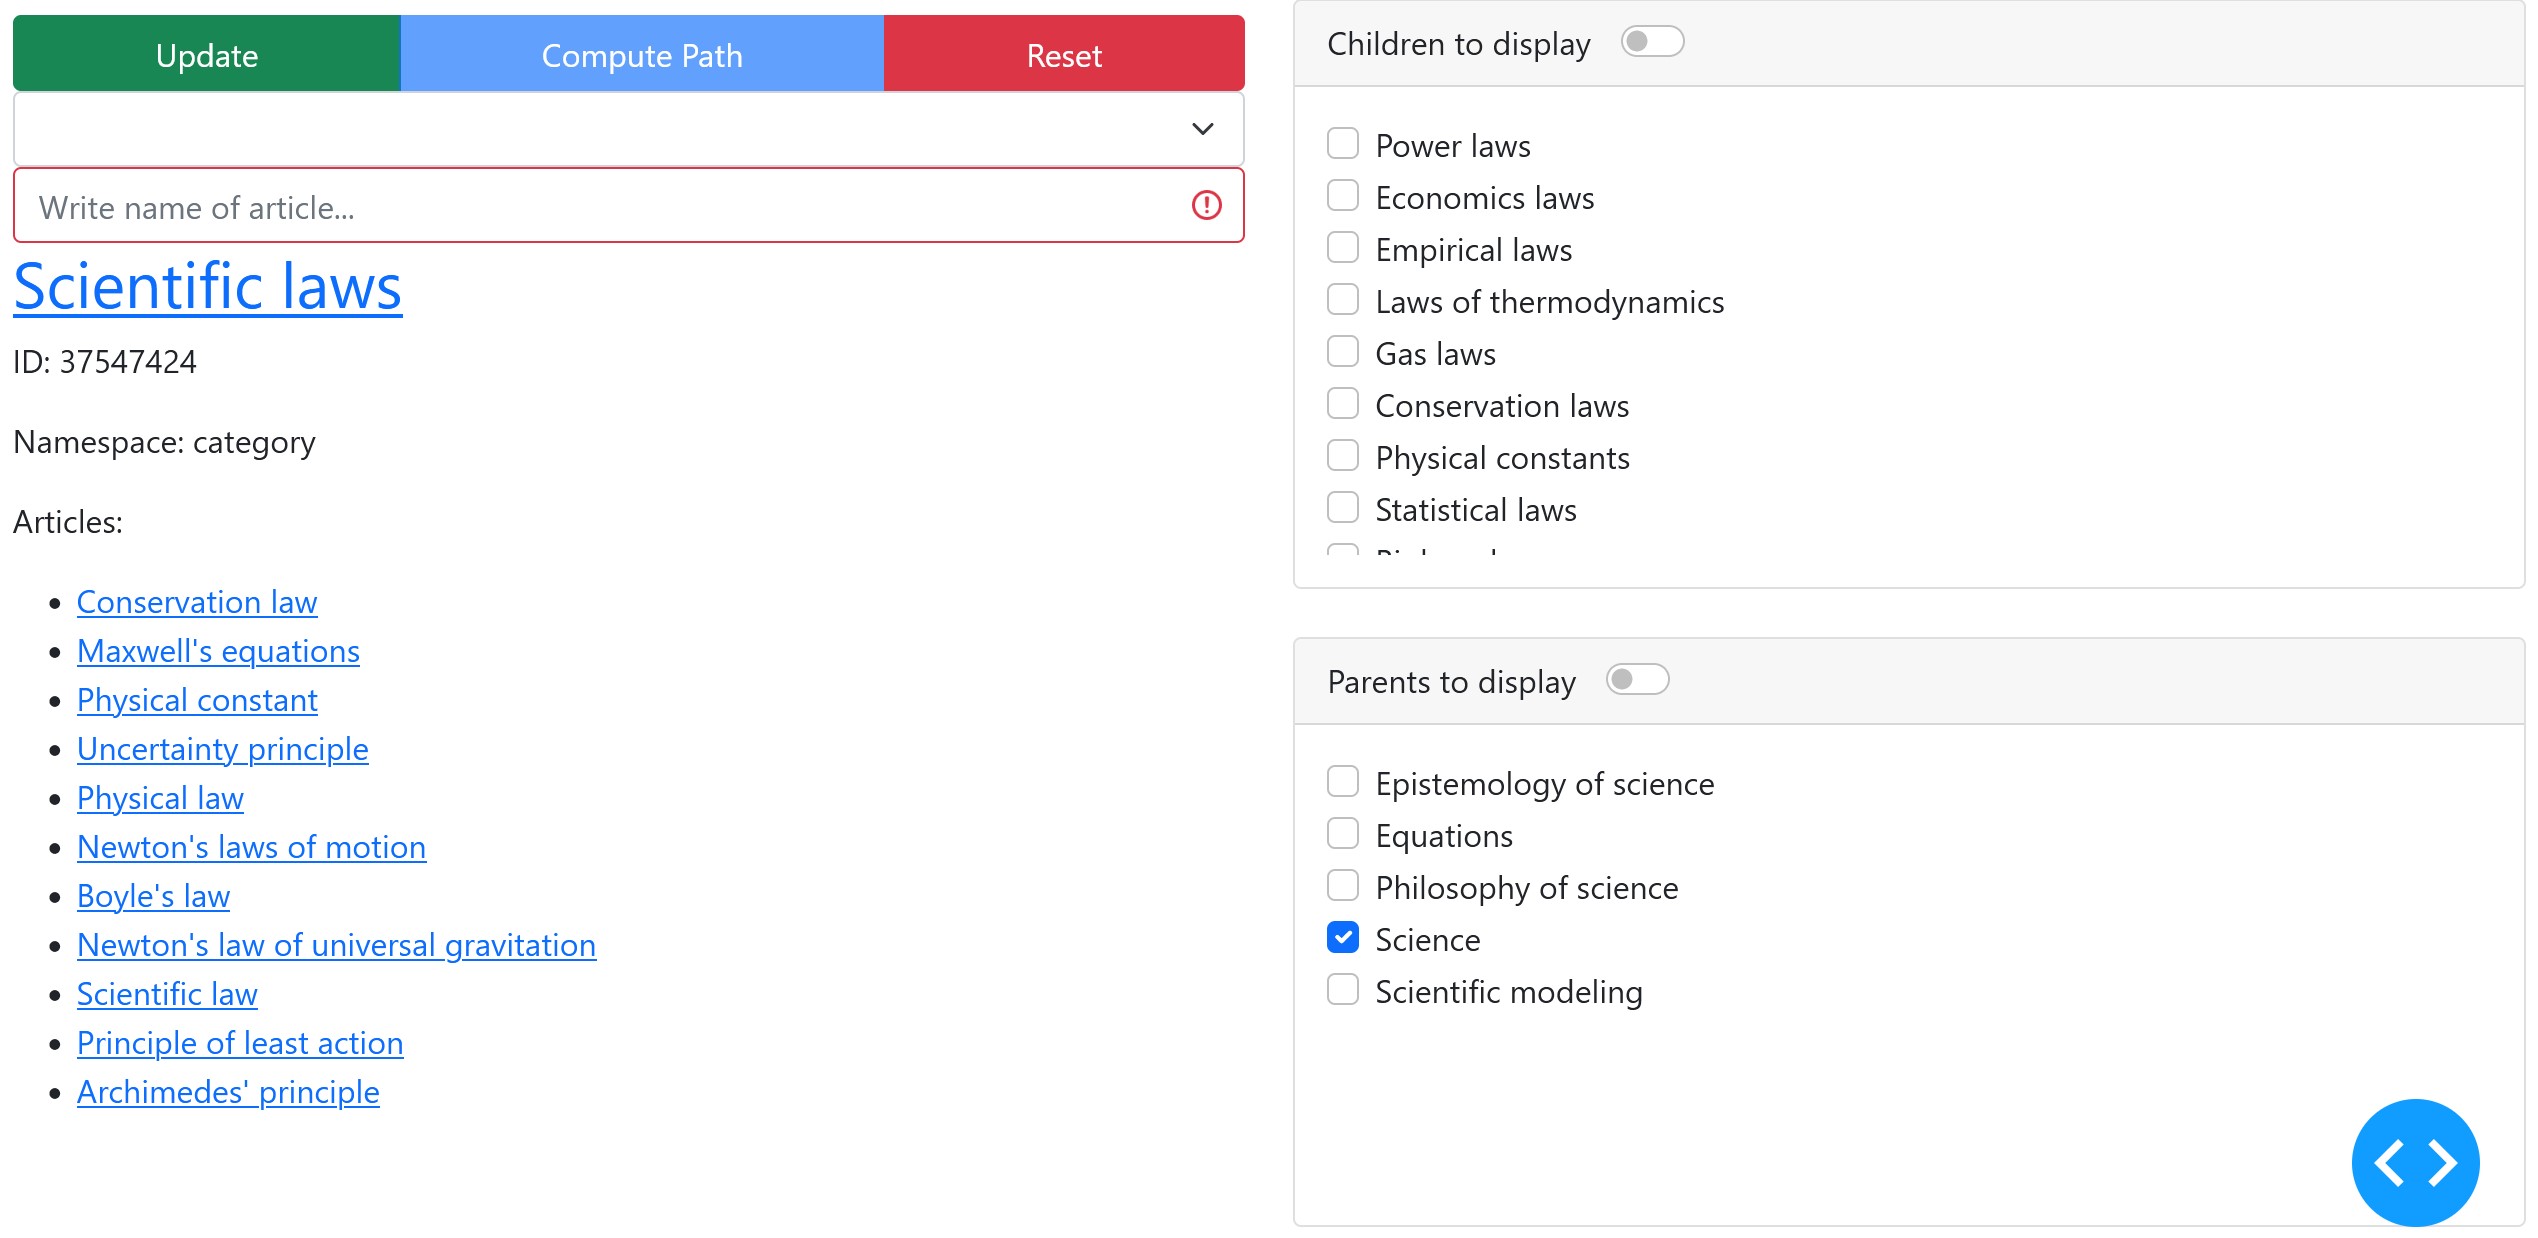 Update
Compute Path
Reset
Write name of article...
Scientific laws
ID: 37547424
Namespace: category
Articles:
Conservation law
Maxwell's equations
Physical constant
Uncertainty principle
Physical law
Newton's laws of motion
Boyle's law
Newton's law of universal gravitation
Scientific law
Principle of least action
Archimedes' principle
Children to display
Power laws
Economics laws
Empirical laws
Laws of thermodynamics
Gas laws
Conservation laws
Physical constants
Statistical laws
Parents to display
Epistemology of science
Equations
Philosophy of science
Science
Scientific modeling